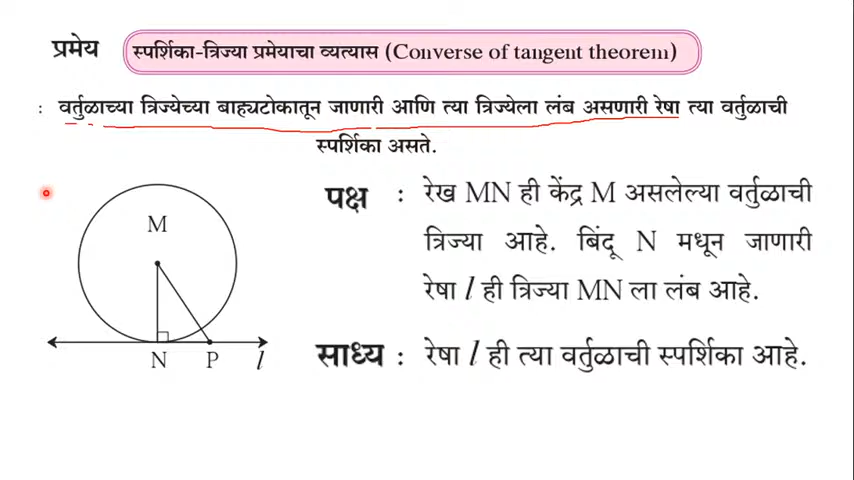 प्रमेय स्पर्शिका-त्रिज्या प्रमेयाचा व्यत्यास (Converse of tangent theorem)
: वर्तुळाच्या त्रिज्येच्या बाह्यटोकातून जाणारी आणि त्या त्रिज्येला लंब असणारी रेषा त्या वर्तुळाची
स्पर्शिका असते.
पक्ष : रेख MN ही केंद्र M असलेल्या वर्तुळाची
त्रिज्या आहे. बिंदू N मधून जाणारी
रेषा l ही त्रिज्या MN ला लंब आहे.
साध्य : रेषा l ही त्या वर्तुळाची स्पर्शिका आहे.
M
N P l